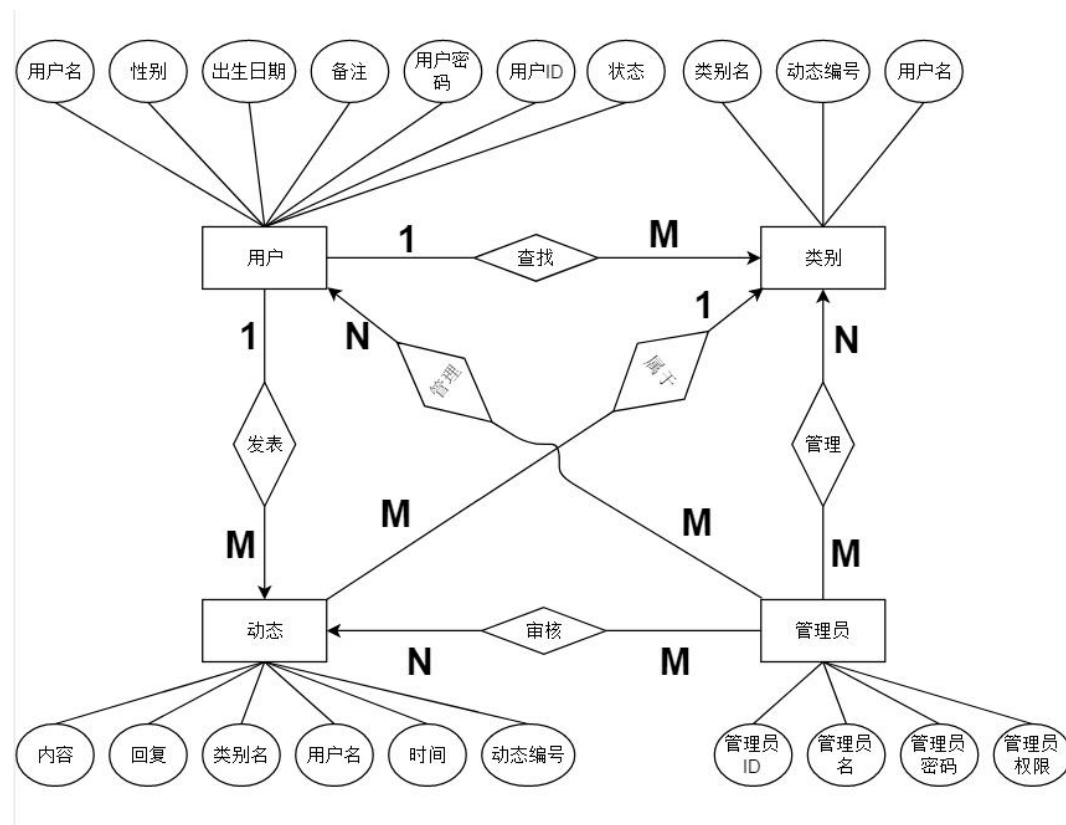 用户名
性别
出生日期
备注
用户密
码
用户ID
状态
类别名
动态编号
用户名
用户
1
查找
M
类别
1
N
管理
属于
1
N
发表
管理
M
M
M
M
动态
N
审核
M
管理员
内容
回复
类别名
用户名
时间
动态编号
管理员
ID
管理员
名
管理员
密码
管理员
权限